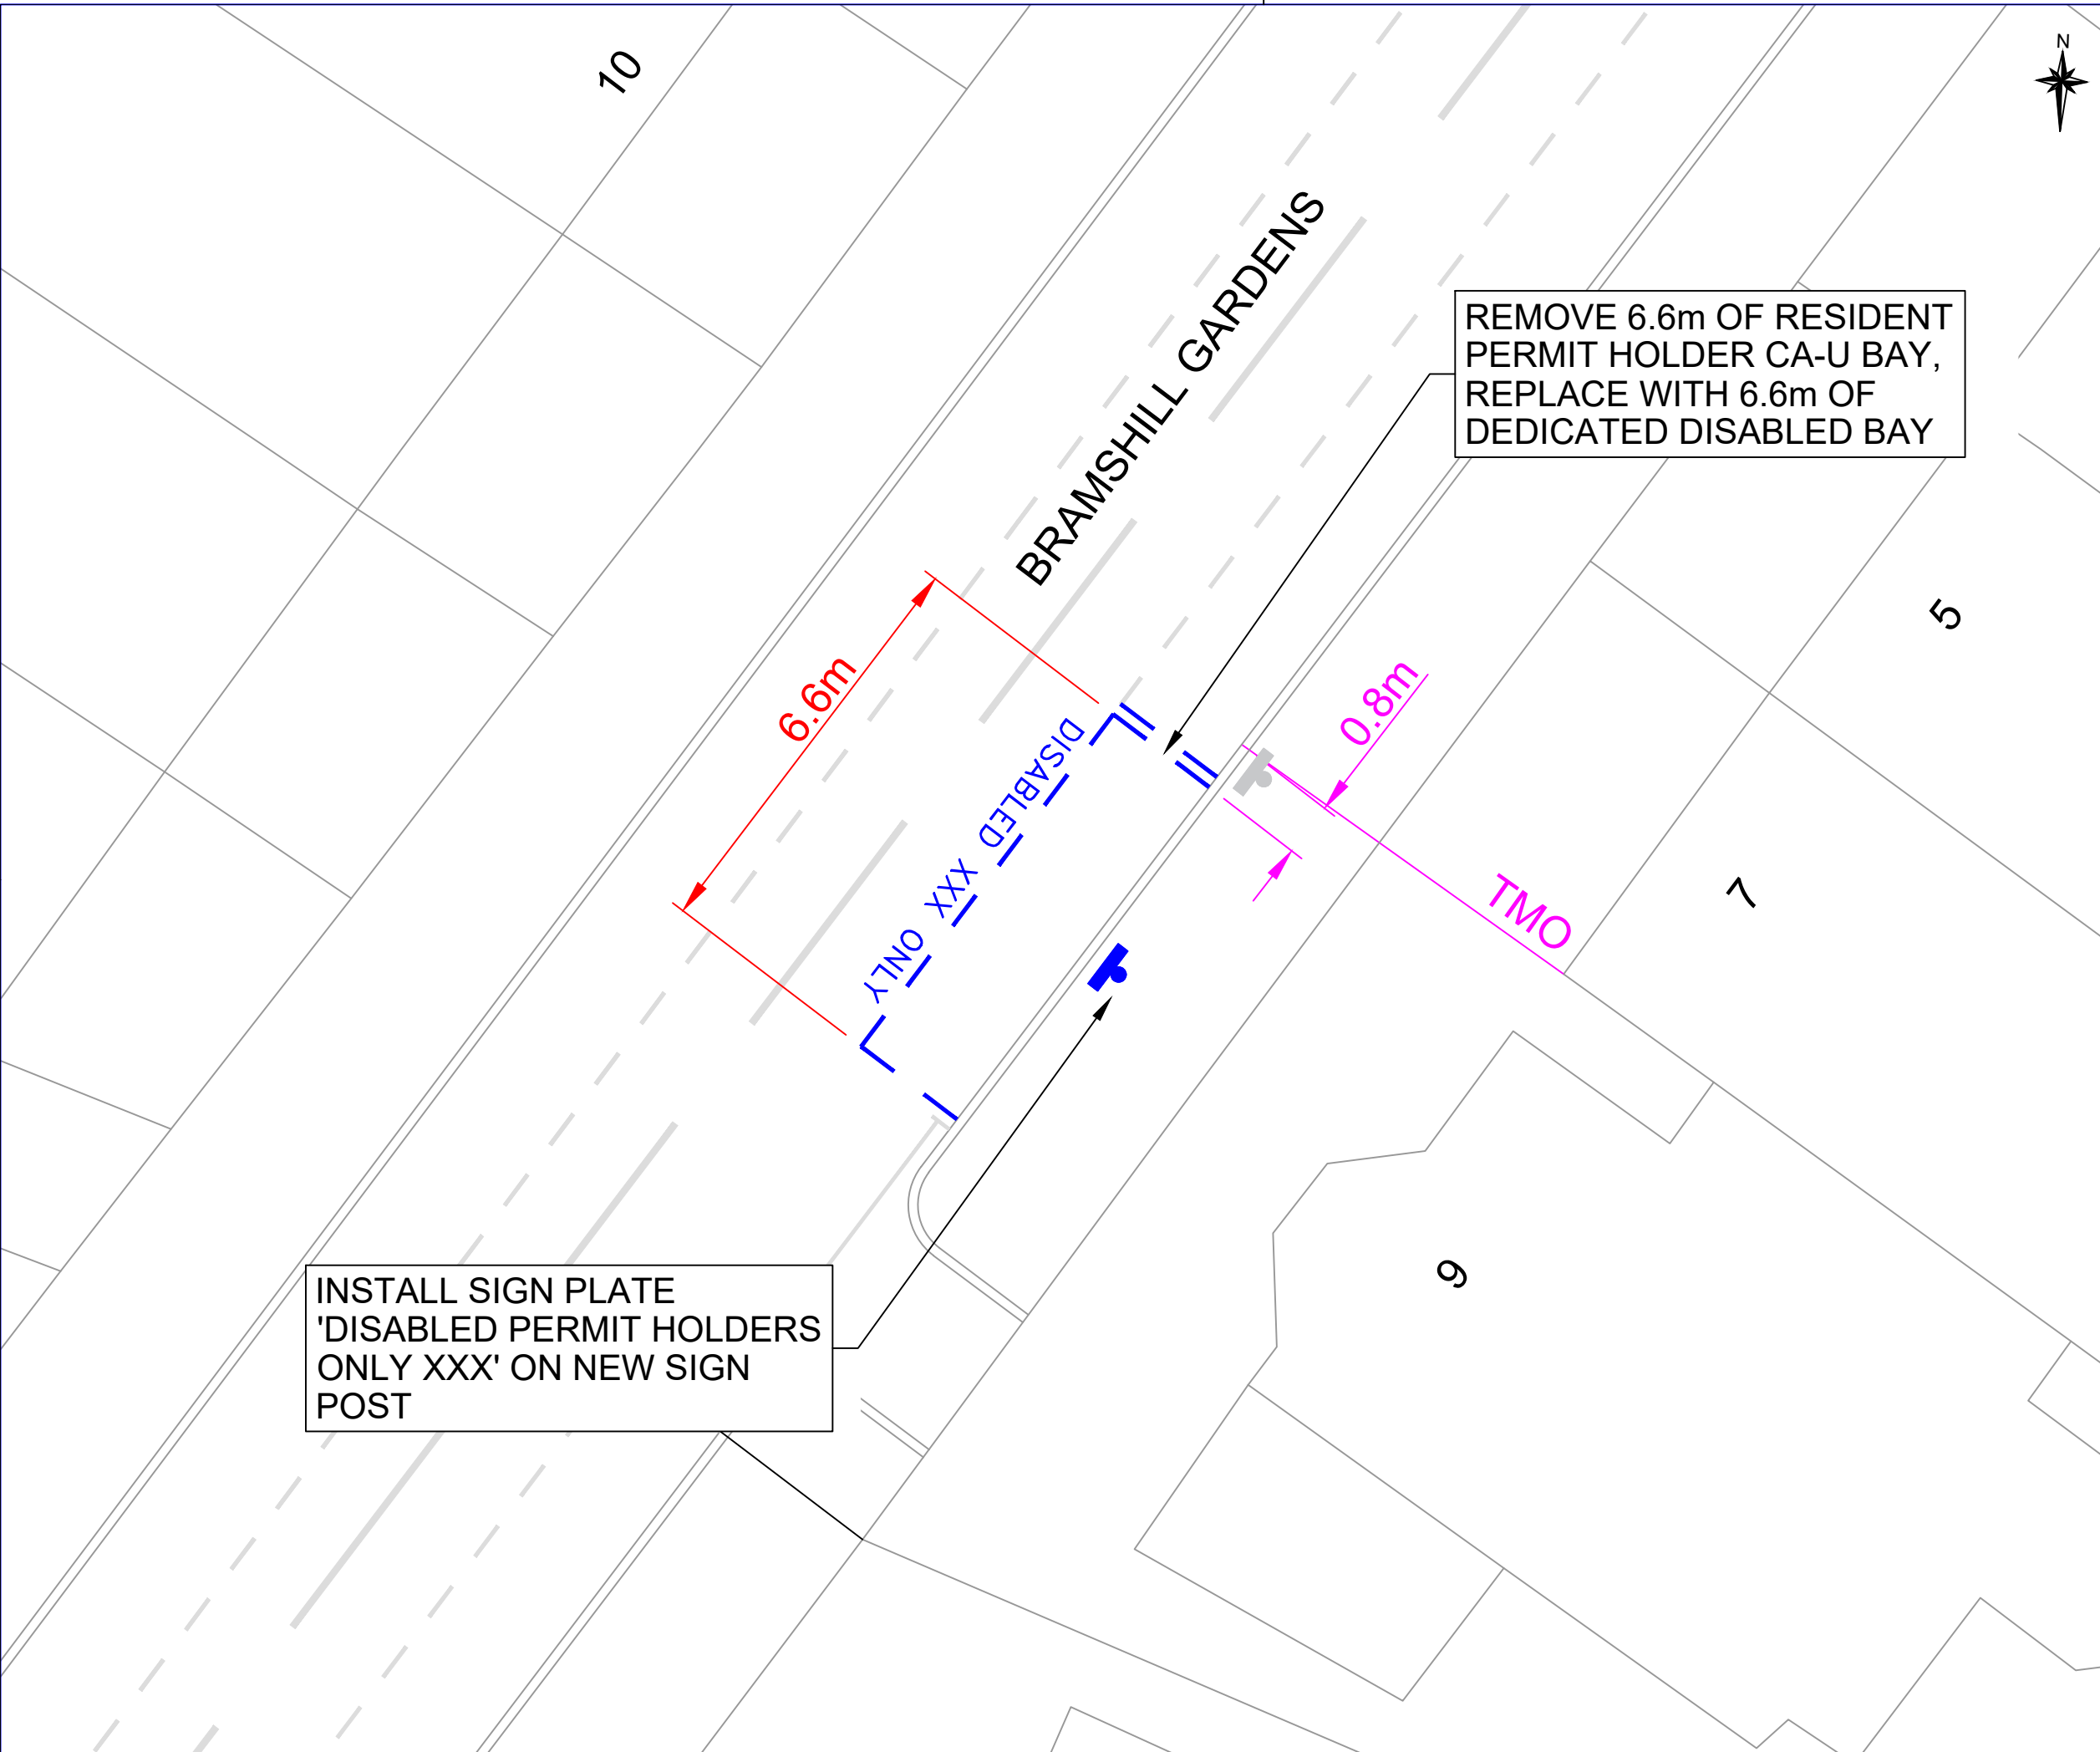 10
N
BRAMSHILL GARDENS
REMOVE 6.6m OF RESIDENT
PERMIT HOLDER CA-U BAY,
REPLACE WITH 6.6m OF
DEDICATED DISABLED BAY
5
6.6m
0.8m
DISABLED XXX ONLY
7
TMO
9
INSTALL SIGN PLATE
'DISABLED PERMIT HOLDERS
ONLY XXX' ON NEW SIGN
POST